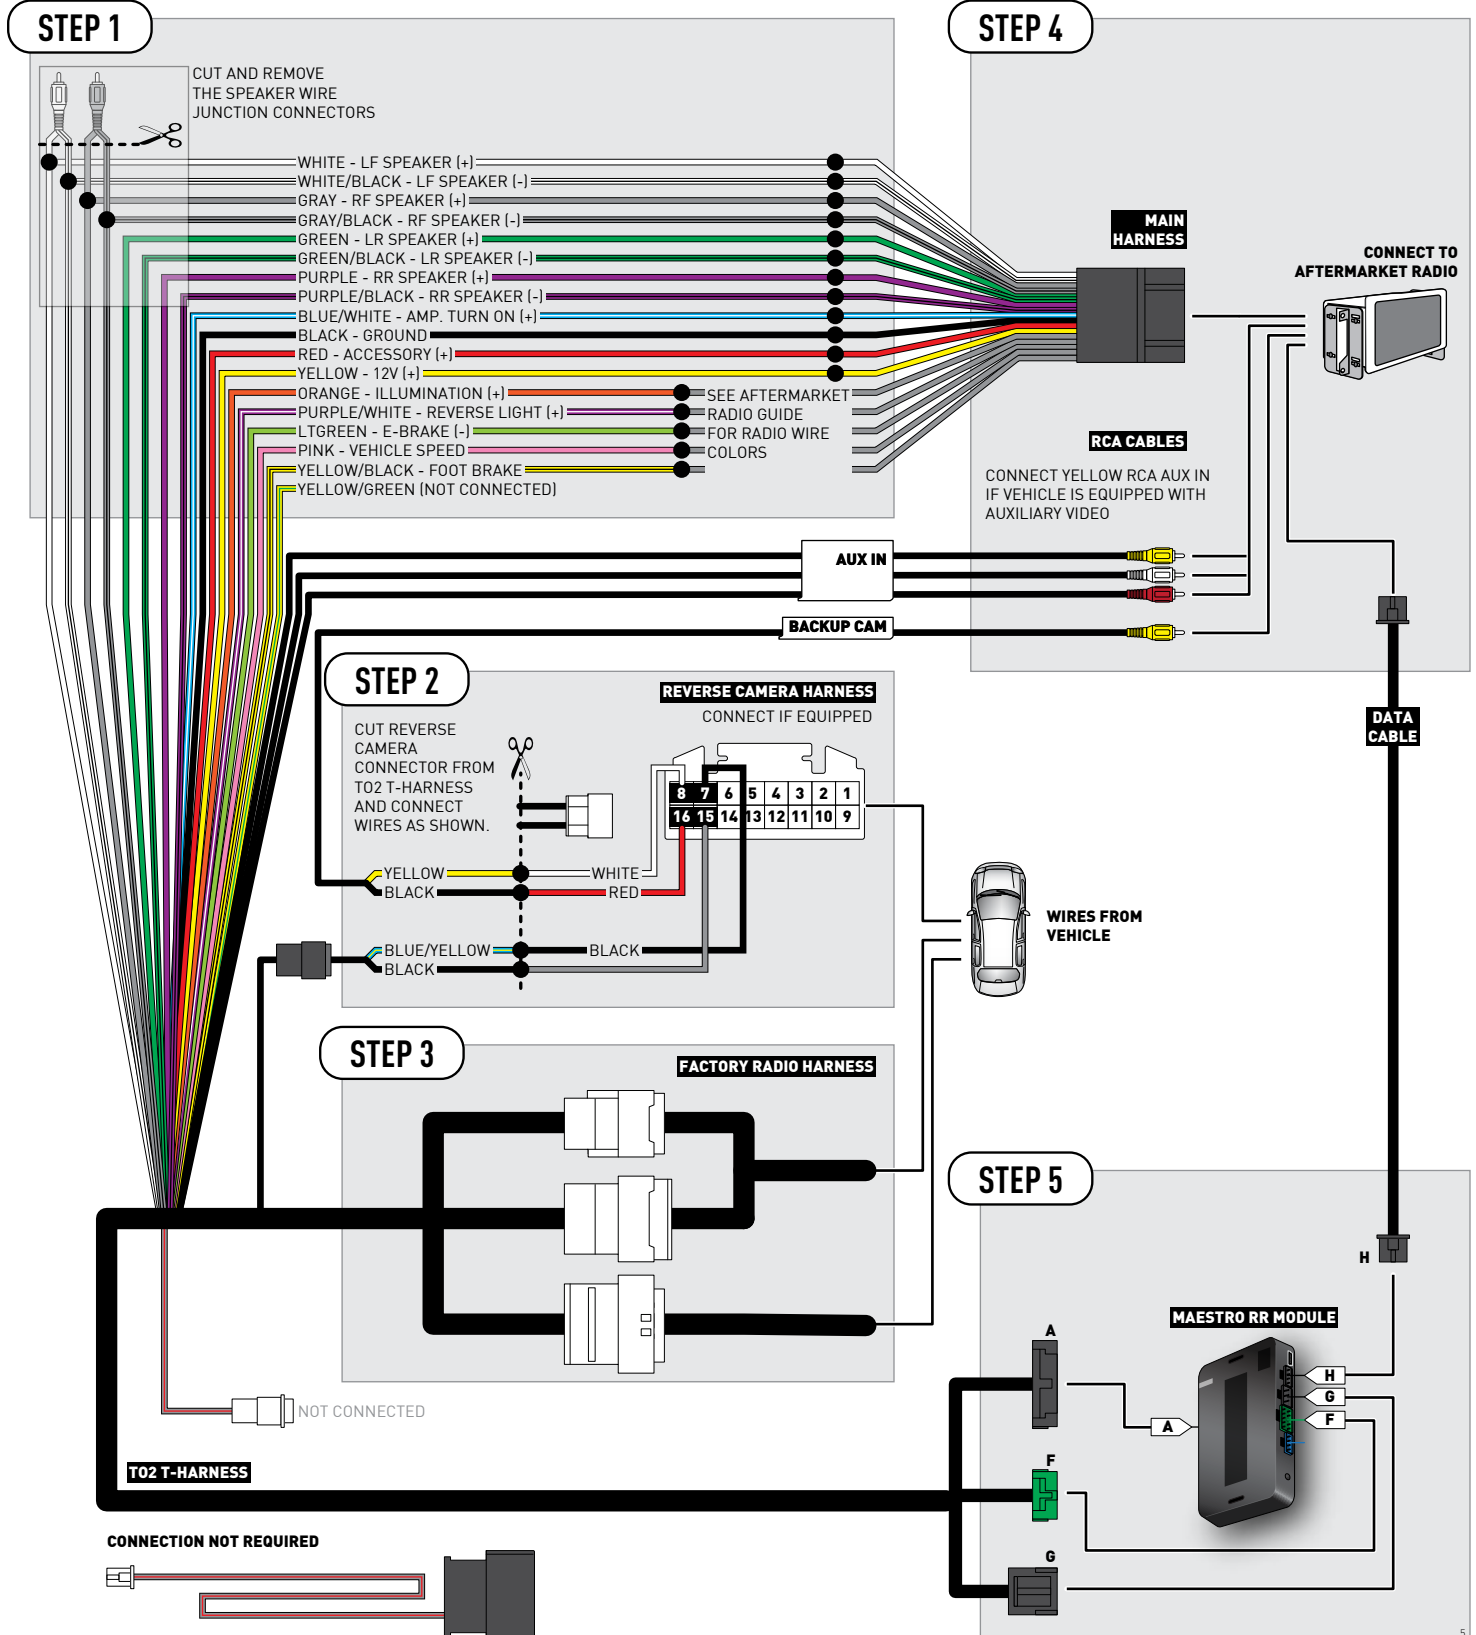 STEP 1
CUT AND REMOVE
THE SPEAKER WIRE
JUNCTION CONNECTORS
WHITE - LF SPEAKER (+)
WHITE/BLACK - LF SPEAKER (-)
GRAY - RF SPEAKER (+)
GRAY/BLACK - RF SPEAKER (-)
GREEN - LR SPEAKER (+)
GREEN/BLACK - LR SPEAKER (-)
PURPLE - RR SPEAKER (+)
PURPLE/BLACK - RR SPEAKER (-)
BLUE/WHITE - AMP. TURN ON (+)
BLACK - GROUND
RED - ACCESSORY (+)
YELLOW - 12V (+)
ORANGE - ILLUMINATION (+)
PURPLE/WHITE - REVERSE LIGHT (+)
LTGREEN - E-BRAKE (-)
PINK - VEHICLE SPEED
YELLOW/BLACK - FOOT BRAKE
YELLOW/GREEN (NOT CONNECTED)
SEE AFTERMARKET
RADIO GUIDE
FOR RADIO WIRE
COLORS
STEP 4
MAIN
HARNESS
CONNECT TO
AFTERMARKET RADIO
RCA CABLES
CONNECT YELLOW RCA AUX IN
IF VEHICLE IS EQUIPPED WITH
AUXILIARY VIDEO
AUX IN
BACKUP CAM
DATA
CABLE
STEP 2
REVERSE CAMERA HARNESS
CONNECT IF EQUIPPED
CUT REVERSE
CAMERA
CONNECTOR FROM
TO2 T-HARNESS
AND CONNECT
WIRES AS SHOWN.
8 7 6 5 4 3 2 1
16 15 14 13 12 11 10 9
YELLOW
WHITE
BLACK
RED
BLUE/YELLOW
BLACK
BLACK
WIRES FROM
VEHICLE
STEP 3
FACTORY RADIO HARNESS
NOT CONNECTED
TO2 T-HARNESS
CONNECTION NOT REQUIRED
STEP 5
H
MAESTRO RR MODULE
A
H
G
F
A
F
G
5